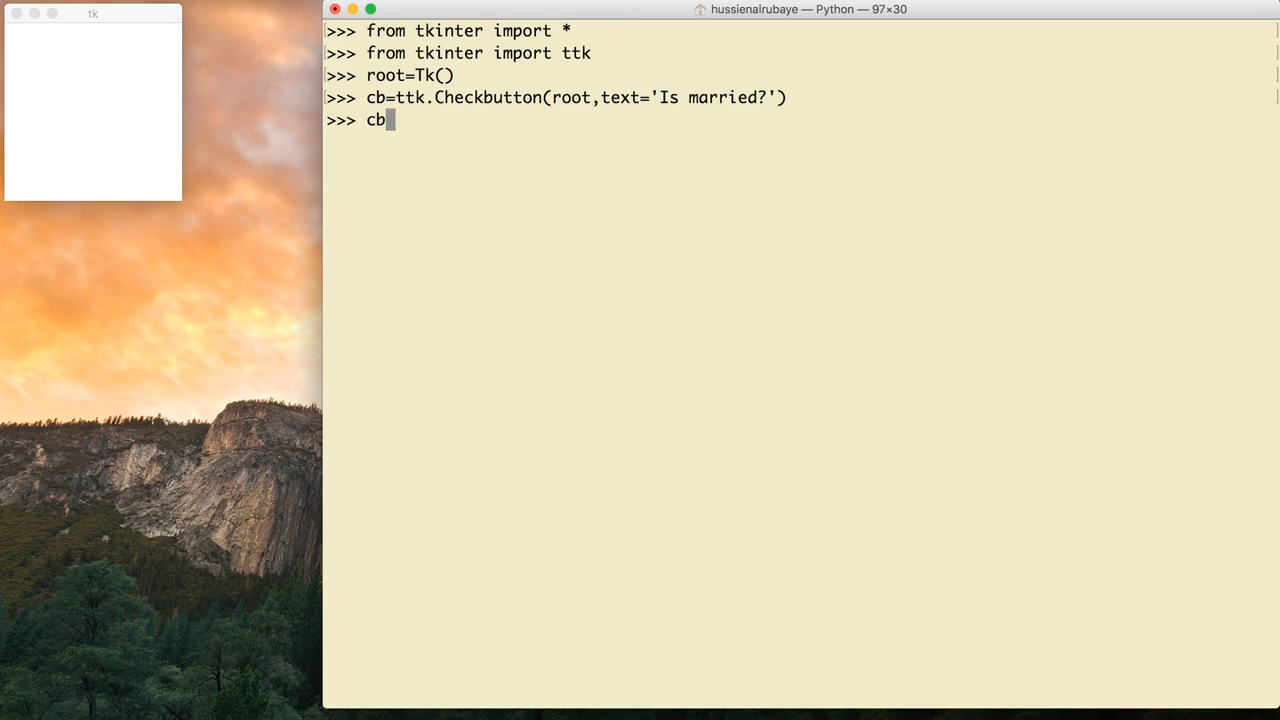 tk
hussienalrubaye — Python — 97×30
>>> from tkinter import *
>>> from tkinter import ttk
>>> root=Tk()
>>> cb=ttk.Checkbutton(root,text='Is married?')
>>> cb